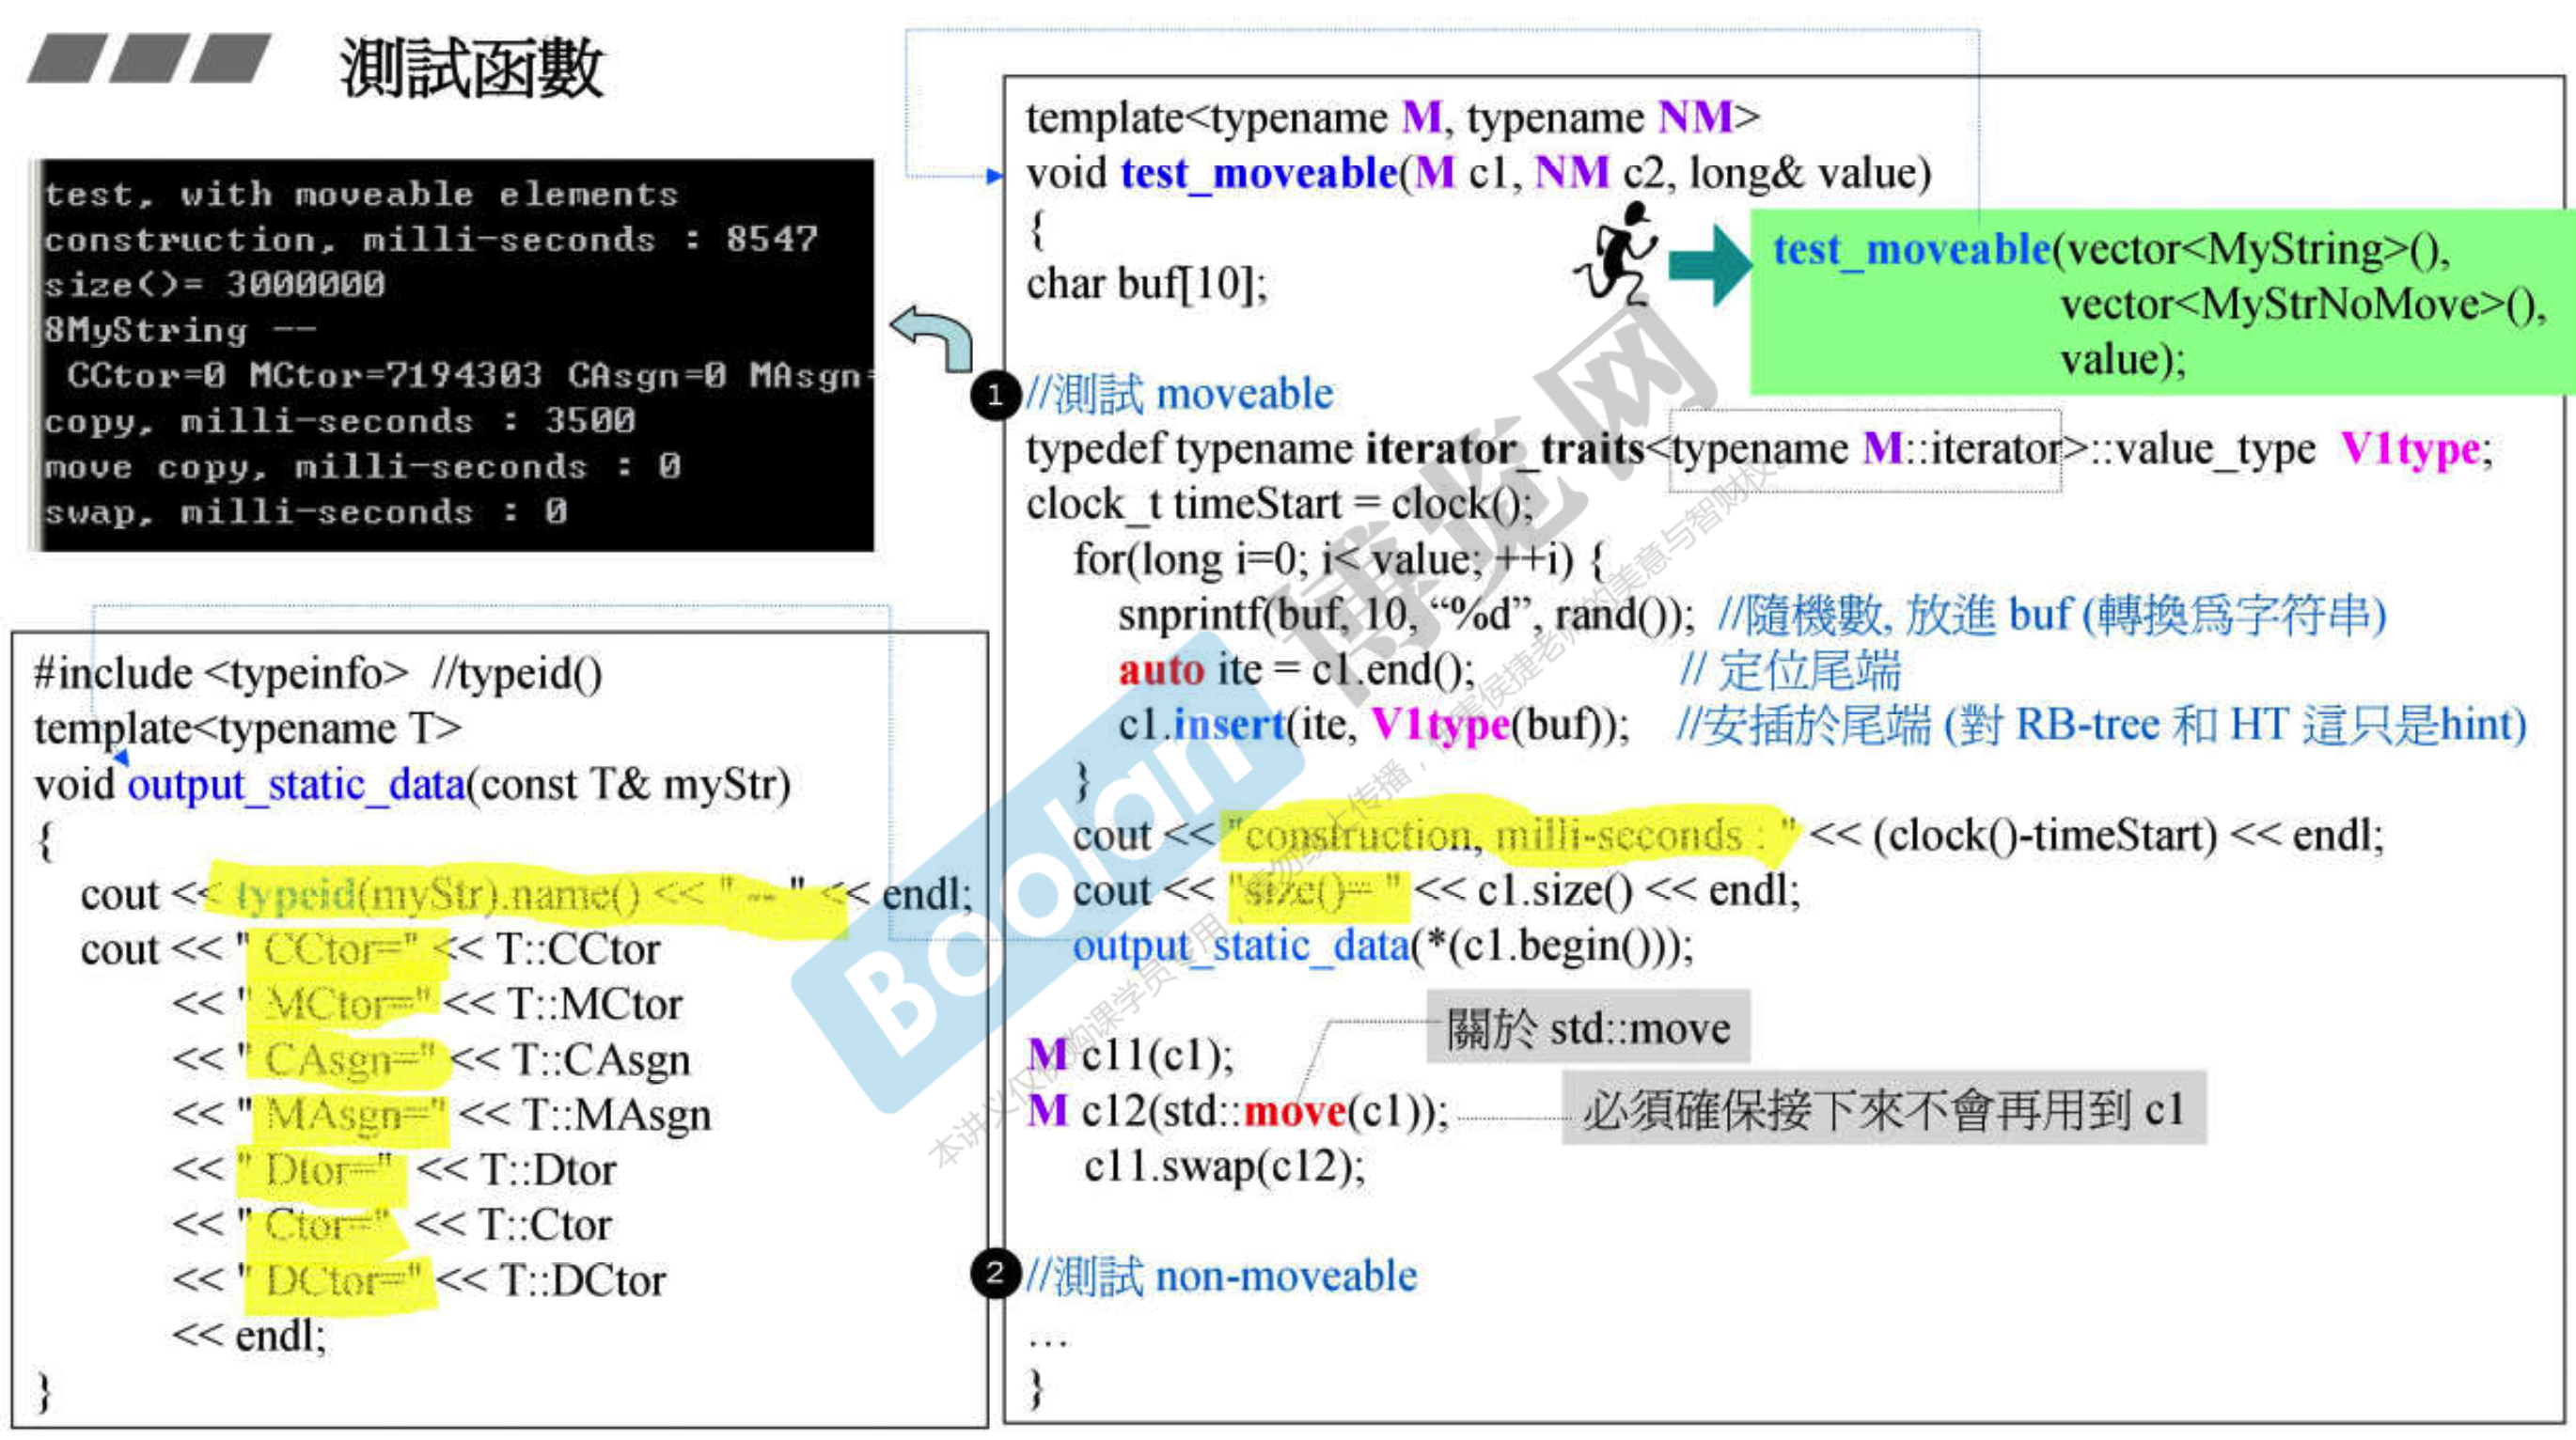 測試函數
test, with moveable elements
construction, milli-seconds : 8547
size()= 3000000
8MyString --
CCtor=0 MCtor=7194303 CAsgn=0 MAsgn=
copy, milli-seconds : 3500
move copy, milli-seconds : 0
swap, milli-seconds : 0
#include <typeinfo> //typeid()
template<typename T>
void output_static_data(const T& myStr)
{
cout << typeid(myStr).name() << " -- " << endl;
cout << " CCtor=" << T::CCtor
<< " MCtor=" << T::MCtor
<< " CAsgn=" << T::CAsgn
<< " MAsgn=" << T::MAsgn
<< " Dtor=" << T::Dtor
<< " Ctor=" << T::Ctor
<< " DCtor=" << T::DCtor
<< endl;
}
template<typename M, typename NM>
void test_moveable(M c1, NM c2, long& value)
{
char buf[10];
test_moveable(vector<MyString>(),
vector<MyStrNoMove>(),
value);
1 //測試 moveable
typedef typename iterator_traits<typename M::iterator>::value_type V1type;
clock_t timeStart = clock();
for(long i=0; i< value; ++i) {
snprintf(buf, 10, “%d”, rand()); //隨機數, 放進 buf (轉換爲字符串)
auto ite = c1.end(); // 定位尾端
c1.insert(ite, V1type(buf)); //安插於尾端 (對 RB-tree 和 HT 這只是hint)
}
cout << "construction, milli-seconds : " << (clock()-timeStart) << endl;
cout << "size()= " << c1.size() << endl;
output_static_data(*(c1.begin()));
關於 std::move
M c11(c1);
M c12(std::move(c1)); 必須確保接下來不會再用到 c1
c11.swap(c12);
2 //測試 non-moveable
…
}
Boolan 博览网